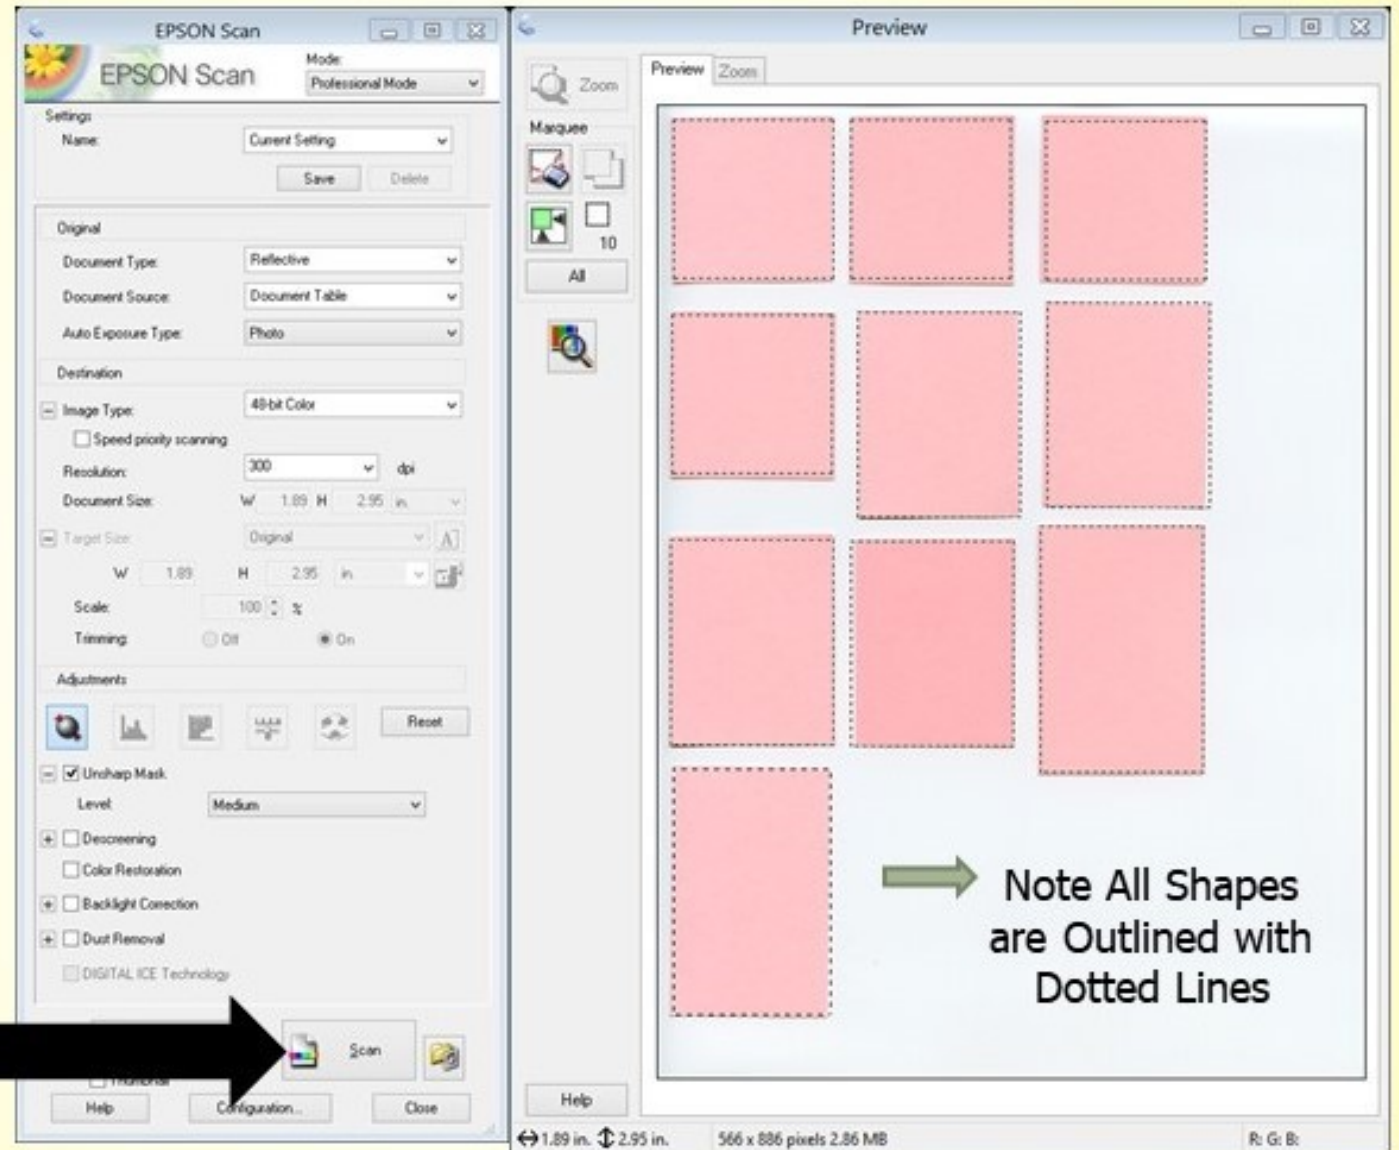 EPSON Scan
EPSON Scan
Mode:
Professional Mode
Settings
Name:
Current Setting
Save
Delete
Original
Document Type:
Reflective
Document Source:
Document Table
Auto Exposure Type:
Photo
Destination
Image Type:
48-bit Color
Speed priority scanning
Resolution:
300
dpi
Document Size:
W 1.89 H 2.95 in.
Target Size:
Original
W 1.89 H 2.95 in.
Scale:
100 %
Trimming:
Off
On
Adjustments
Reset
Unsharp Mask
Level:
Medium
Descreening
Color Restoration
Backlight Correction
Dust Removal
DIGITAL ICE Technology
Scan
Thumbnail
Help
Configuration...
Close
Preview
Zoom
Preview
Zoom
Marquee
10
All
Note All Shapes
are Outlined with
Dotted Lines
Help
1.89 in. 2.95 in.
566 x 886 pixels 2.86 MB
R: G: B: